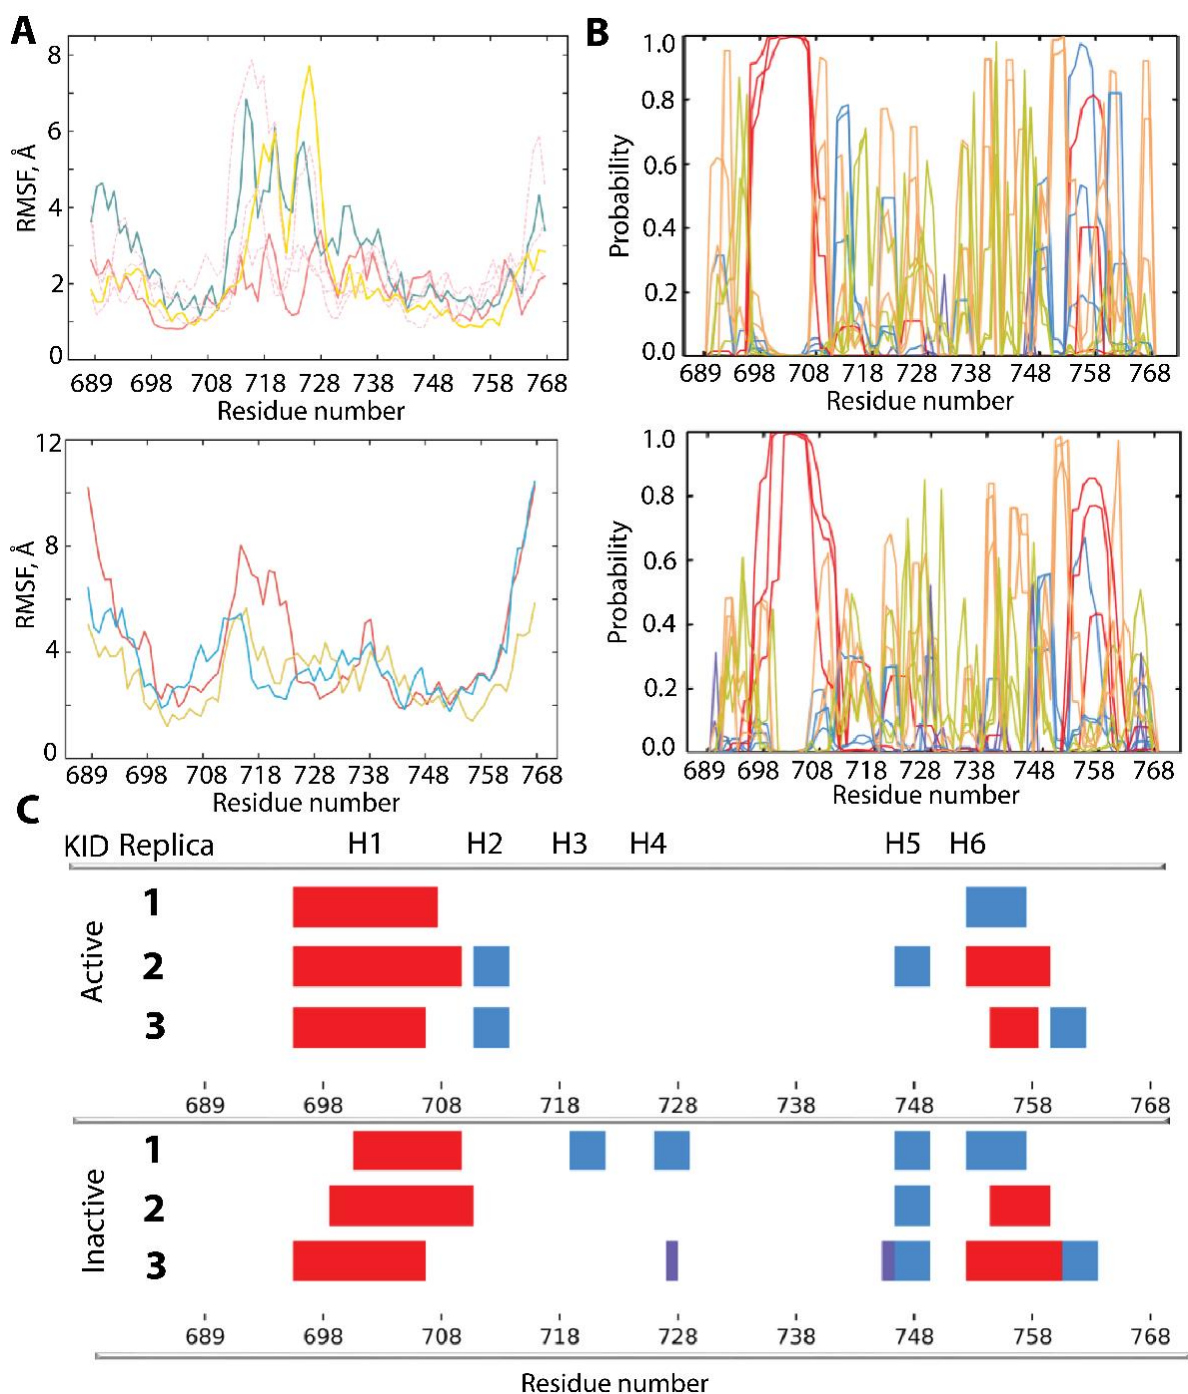 A
B
8
6
4
2
0
RMSF, Å
689 698 708 718 728 738 748 758 768
Residue number
1.0
0.8
0.6
0.4
0.2
0.0
Probability
689 698 708 718 728 738 748 758 768
Residue number
12
8
4
0
RMSF, Å
689 698 708 718 728 738 748 758 768
Residue number
1.0
0.8
0.6
0.4
0.2
0.0
Probability
689 698 708 718 728 738 748 758 768
Residue number
C
KID Replica H1 H2 H3 H4 H5 H6
Active
1
2
3
689 698 708 718 728 738 748 758 768
Inactive
1
2
3
689 698 708 718 728 738 748 758 768
Residue number